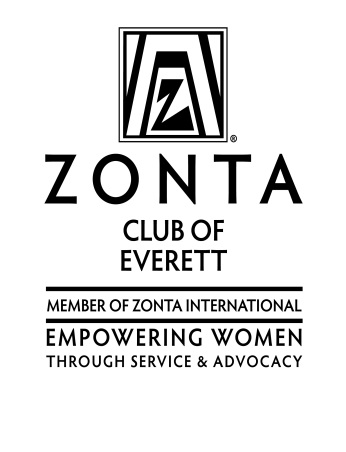 Z
®
ZONTA
CLUB OF
EVERETT
MEMBER OF ZONTA INTERNATIONAL
EMPOWERING WOMEN
THROUGH SERVICE & ADVOCACY